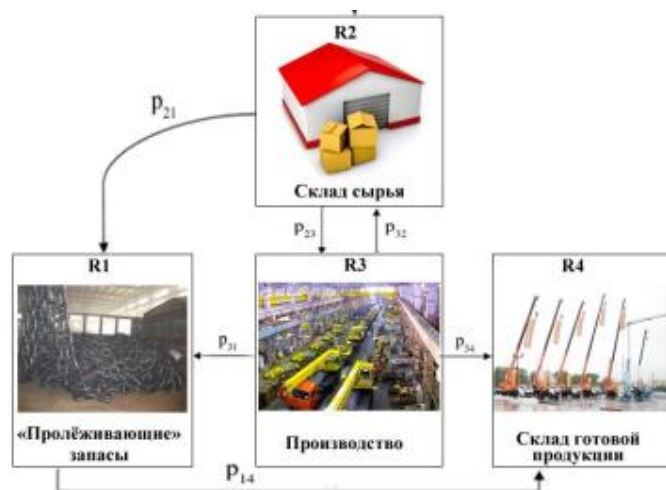 R2
p21
Склад сырья
p23
p32
R1
R3
R4
p31
p34
«Пролёживающие»
запасы
Производство
Склад готовой
продукции
p14